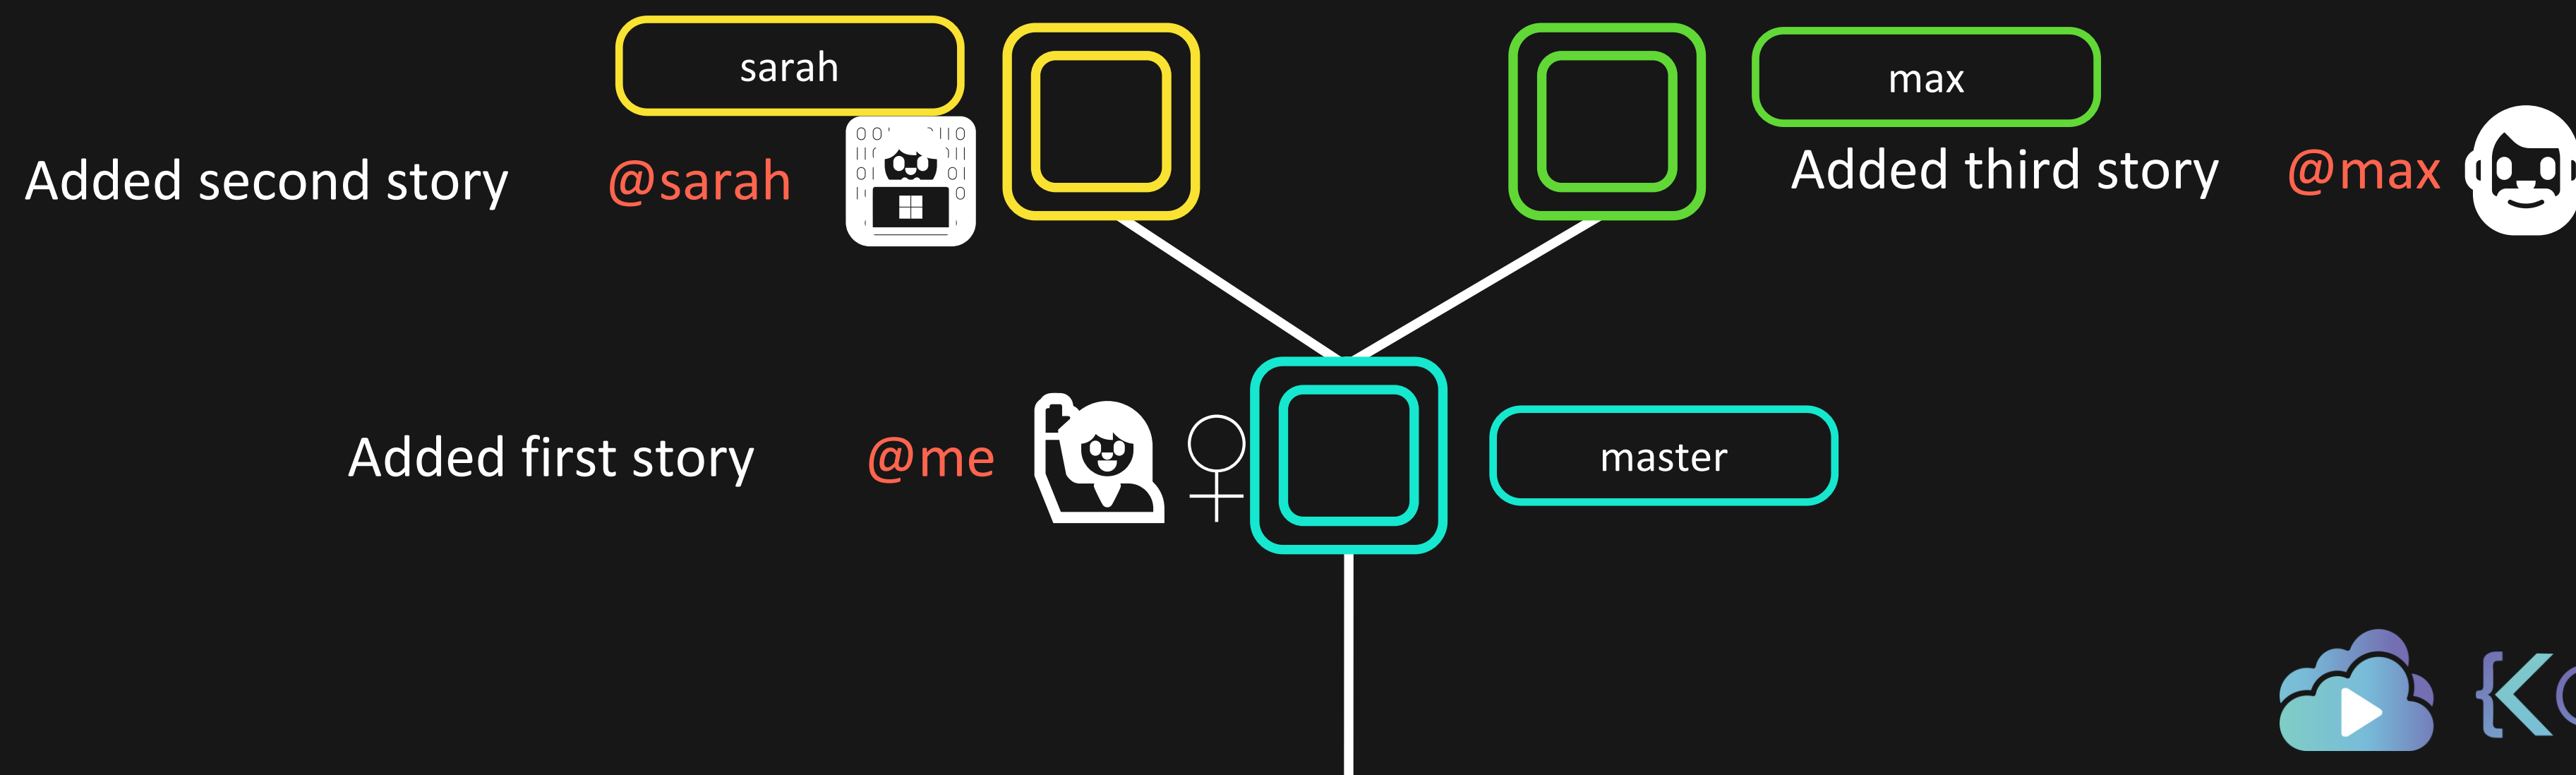 sarah
max
Added second story @sarah
Added third story @max
Added first story @me
master
{K